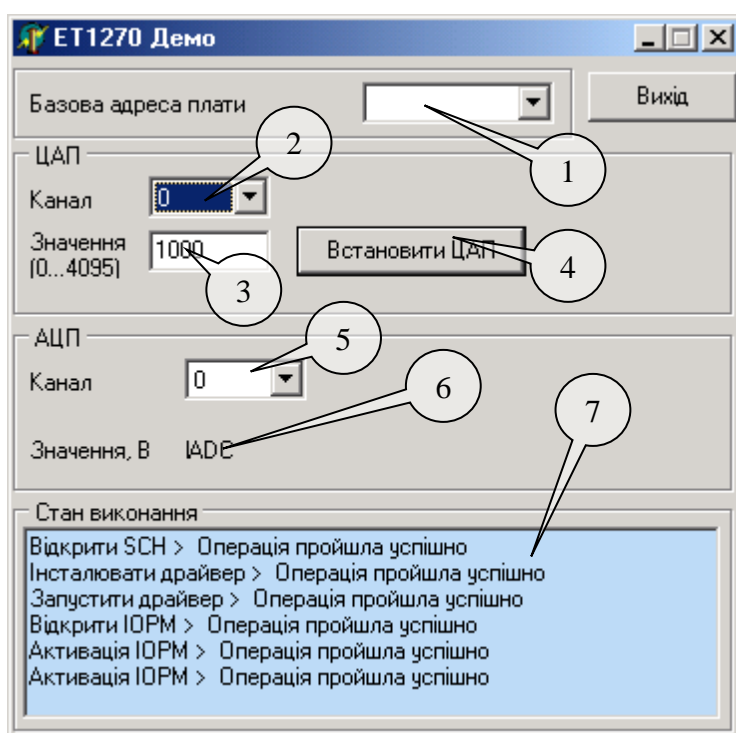 ET1270 Демо
Базова адреса плати
Вихід
1
2
ЦАП
Канал
0
Значення
(0...4095)
1000
Встановити ЦАП
3
4
АЦП
5
Канал
0
6
7
Значення, В
IADC
Стан виконання
Відкрити SCH > Операція пройшла успішно
Інсталювати драйвер > Операція пройшла успішно
Запустити драйвер > Операція пройшла успішно
Відкрити IOPM > Операція пройшла успішно
Активація IOPM > Операція пройшла успішно
Активація IOPM > Операція пройшла успішно